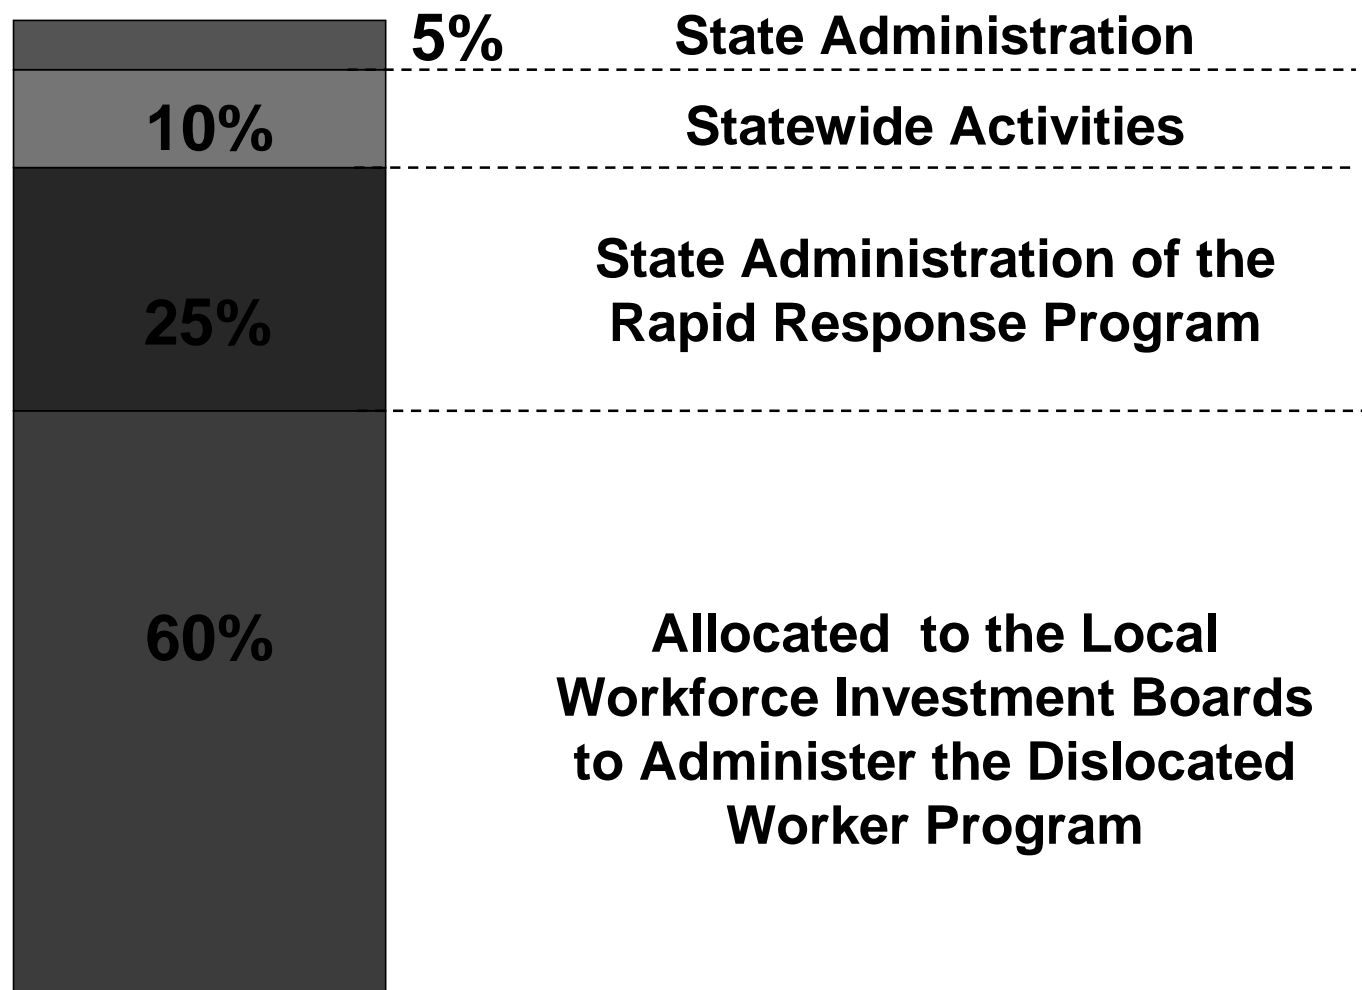 5% State Administration
10% Statewide Activities
25% State Administration of the
Rapid Response Program
60% Allocated to the Local
Workforce Investment Boards
to Administer the Dislocated
Worker Program